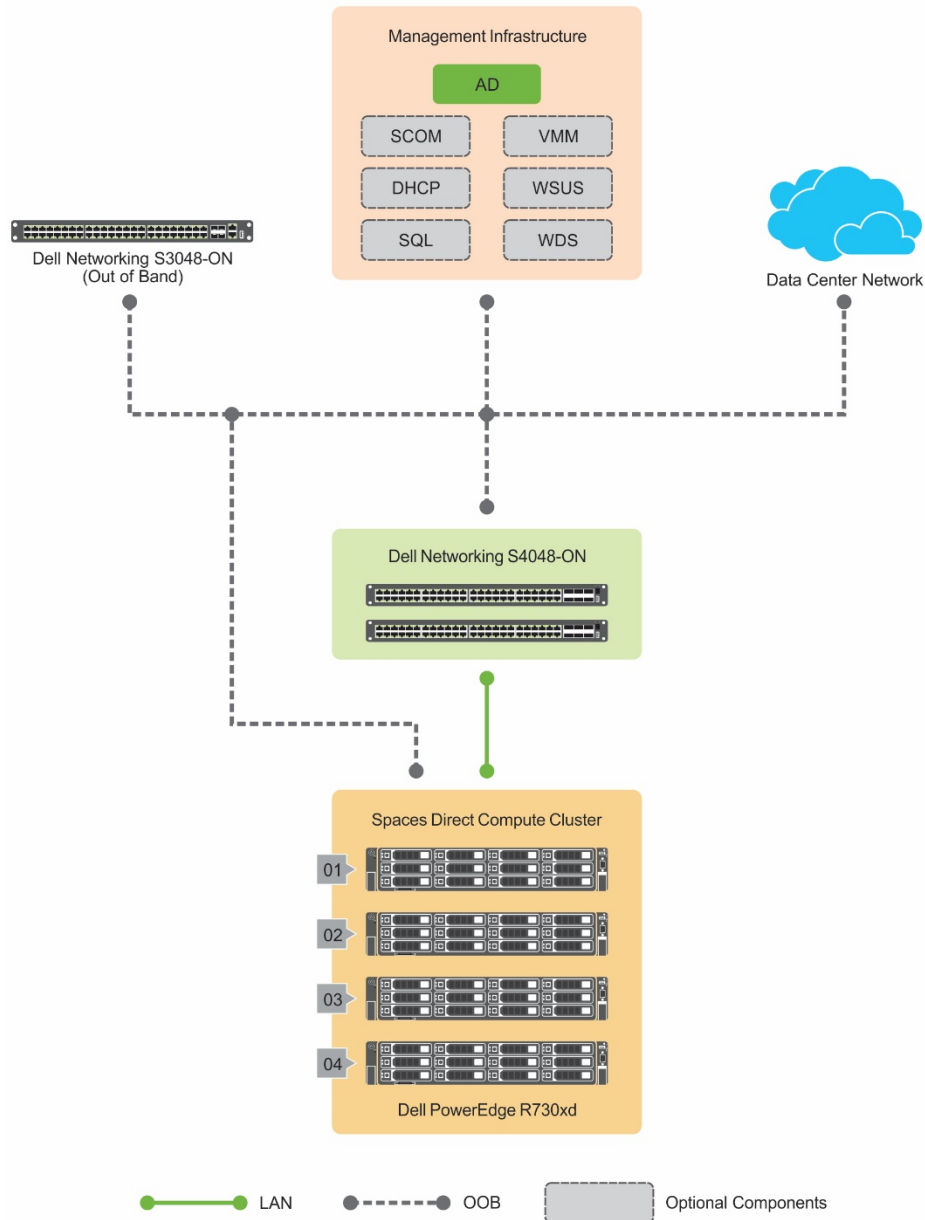 Management Infrastructure
AD
SCOM
VMM
DHCP
WSUS
SQL
WDS
Dell Networking S3048-ON
(Out of Band)
Data Center Network
Dell Networking S4048-ON
Spaces Direct Compute Cluster
01
02
03
04
Dell PowerEdge R730xd
LAN
OOB
Optional Components